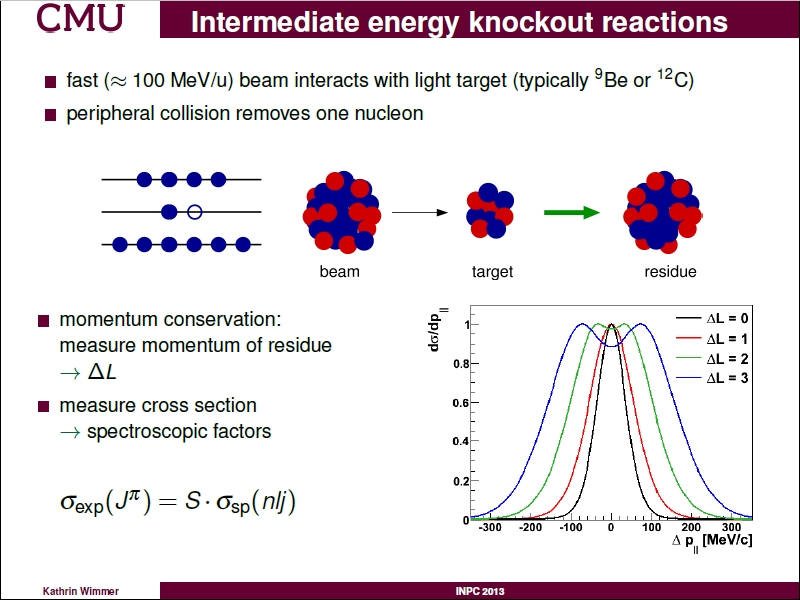 CMU
Intermediate energy knockout reactions
fast (≈ 100 MeV/u) beam interacts with light target (typically ⁹Be or ¹²C)
peripheral collision removes one nucleon
beam
target
residue
momentum conservation:
measure momentum of residue
→ ΔL
measure cross section
→ spectroscopic factors
σexp(Jπ) = S · σsp(nlj)
dσ/dp||
ΔL = 0
ΔL = 1
ΔL = 2
ΔL = 3
1
0.8
0.6
0.4
0.2
0
-300 -200 -100 0 100 200 300
Δ p|| [MeV/c]
Kathrin Wimmer
INPC 2013